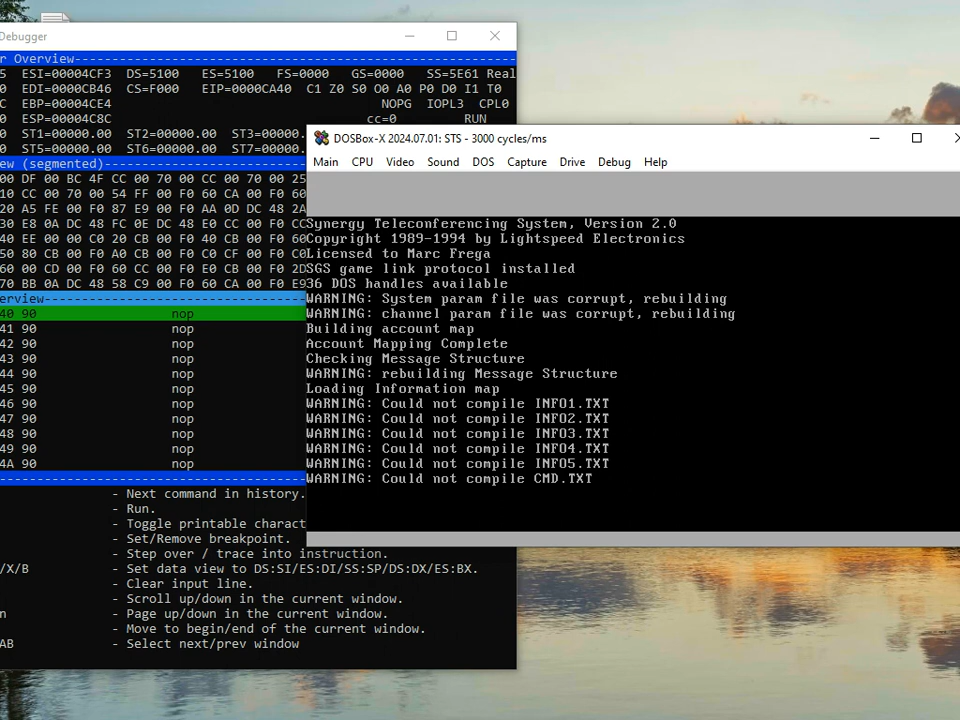 Debugger
r Overview
5 ESI=00004CF3 DS=5100 ES=5100 FS=0000 GS=0000 SS=5E61 Real
0 EDI=0000CB46 CS=F000 EIP=0000CA40 C1 Z0 S0 O0 A0 P0 D0 I1 T0
C EBP=00004CE4 NOPG IOPL3 CPL0
0 ESP=00004C8C cc=0 RUN
0 ST1=00000.00 ST2=00000.00 ST3=00000.
0 ST5=00000.00 ST6=00000.00 ST7=00000.
ew (segmented)
00 DF 00 BC 4F CC 00 70 00 CC 00 70 00 25
10 CC 00 70 00 54 FF 00 F0 60 CA 00 F0 60
20 A5 FE 00 F0 87 E9 00 F0 AA 0D DC 48 2A
30 E8 0A DC 48 FC 0E DC 48 E0 CC 00 F0 CC
40 EE 00 00 C0 20 CB 00 F0 40 CB 00 F0 60
50 80 CB 00 F0 A0 CB 00 F0 C0 CF 00 F0 C0
60 00 CD 00 F0 60 CC 00 F0 E0 CB 00 F0 2D
70 BB 0A DC 48 58 C9 00 F0 60 CA 00 F0 E9
erview
40 90 nop
41 90 nop
42 90 nop
43 90 nop
44 90 nop
45 90 nop
46 90 nop
47 90 nop
48 90 nop
49 90 nop
4A 90 nop
- Next command in history.
- Run.
- Toggle printable charact
- Set/Remove breakpoint.
- Step over / trace into instruction.
/X/B - Set data view to DS:SI/ES:DI/SS:SP/DS:DX/ES:BX.
- Clear input line.
- Scroll up/down in the current window.
n - Page up/down in the current window.
- Move to begin/end of the current window.
AB - Select next/prev window
DOSBox-X 2024.07.01: STS - 3000 cycles/ms
Main CPU Video Sound DOS Capture Drive Debug Help
Synergy Teleconferencing System, Version 2.0
Copyright 1989-1994 by Lightspeed Electronics
Licensed to Marc Frega
SGS game link protocol installed
36 DOS handles available
WARNING: System param file was corrupt, rebuilding
WARNING: channel param file was corrupt, rebuilding
Building account map
Account Mapping Complete
Checking Message Structure
WARNING: rebuilding Message Structure
Loading Information map
WARNING: Could not compile INFO1.TXT
WARNING: Could not compile INFO2.TXT
WARNING: Could not compile INFO3.TXT
WARNING: Could not compile INFO4.TXT
WARNING: Could not compile INFO5.TXT
WARNING: Could not compile CMD.TXT